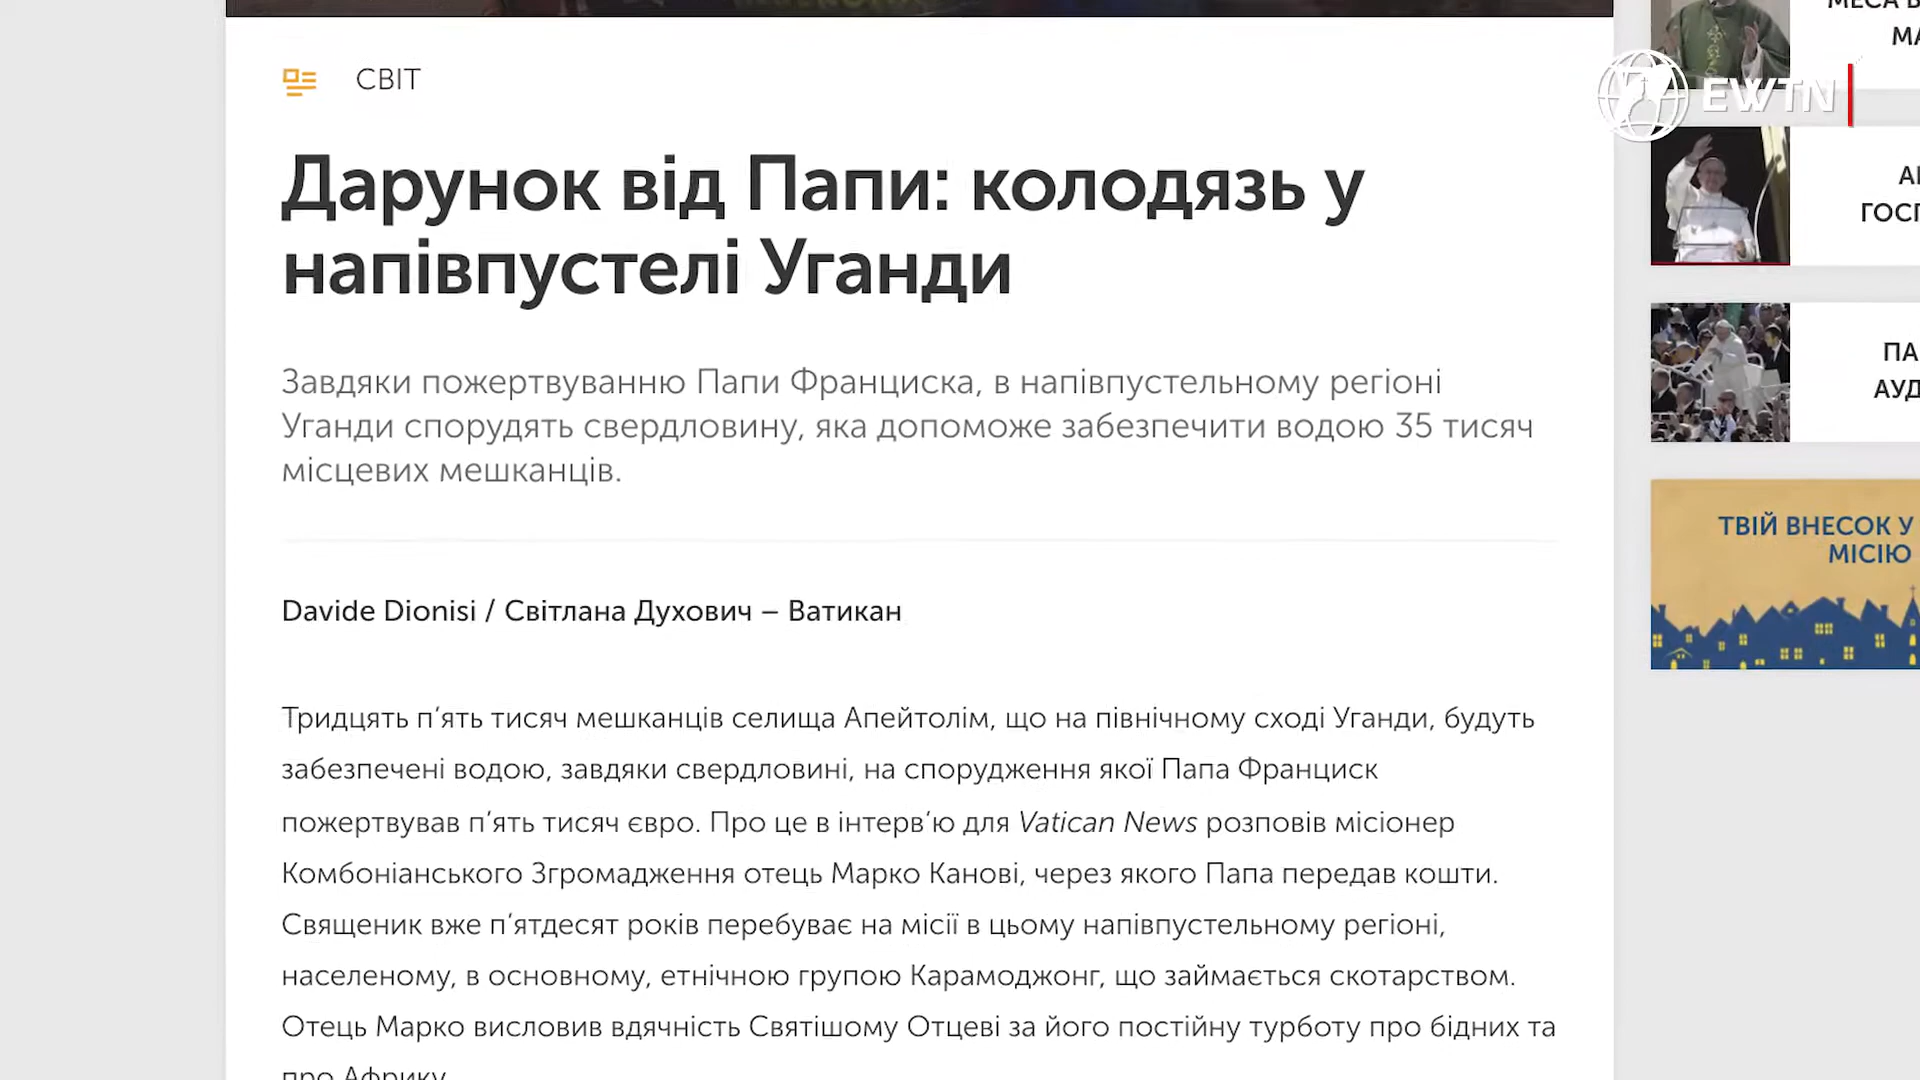 СВІТ
Дарунок від Папи: колодязь у
напівпустелі Уганди
Завдяки пожертвуванню Папи Франциска, в напівпустельному регіоні
Уганди спорудять свердловину, яка допоможе забезпечити водою 35 тисяч
місцевих мешканців.
Davide Dionisi / Світлана Духович – Ватикан
Тридцять п’ять тисяч мешканців селища Апейтолім, що на північному сході Уганди, будуть
забезпечені водою, завдяки свердловині, на спорудження якої Папа Франциск
пожертвував п’ять тисяч євро. Про це в інтерв’ю для Vatican News розповів місіонер
Комбоніанського Згромадження отець Марко Канові, через якого Папа передав кошти.
Священик вже п’ятдесят років перебуває на місії в цьому напівпустельному регіоні,
населеному, в основному, етнічною групою Карамоджонг, що займається скотарством.
Отець Марко висловив вдячність Святішому Отцеві за його постійну турботу про бідних та
про Африку.
EWTN
ГОСП
ПА
АУД
ТВІЙ ВНЕСОК У
МІСІЮ